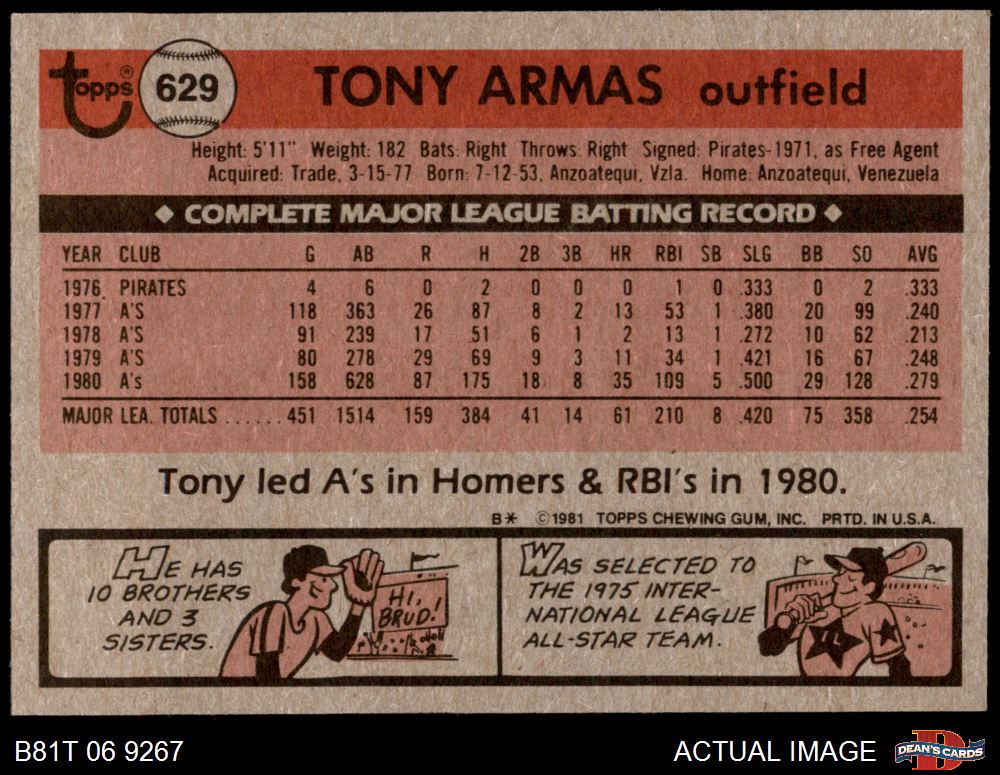 topps® 629 TONY ARMAS outfield
Height: 5'11" Weight: 182 Bats: Right Throws: Right Signed: Pirates-1971, as Free Agent
Acquired: Trade, 3-15-77 Born: 7-12-53, Anzoatequi, Vzla. Home: Anzoatequi, Venezuela
◆ COMPLETE MAJOR LEAGUE BATTING RECORD ◆
YEAR CLUB G AB R H 2B 3B HR RBI SB SLG BB SO AVG
1976 PIRATES 4 6 0 2 0 0 0 1 0 .333 0 2 .333
1977 A'S 118 363 26 87 8 2 13 53 1 .380 20 99 .240
1978 A'S 91 239 17 51 6 1 2 13 1 .272 10 62 .213
1979 A'S 80 278 29 69 9 3 11 34 1 .421 16 67 .248
1980 A's 158 628 87 175 18 8 35 109 5 .500 29 128 .279
MAJOR LEA. TOTALS ...... 451 1514 159 384 41 14 61 210 8 .420 75 358 .254
Tony led A's in Homers & RBI's in 1980.
B* ©1981 TOPPS CHEWING GUM, INC. PRTD. IN U.S.A.
HE HAS
10 BROTHERS
AND 3
SISTERS.
HI,
BRUD!
WAS SELECTED TO
THE 1975 INTER-
NATIONAL LEAGUE
ALL-STAR TEAM.
B81T 06 9267
ACTUAL IMAGE
DEAN'S CARDS